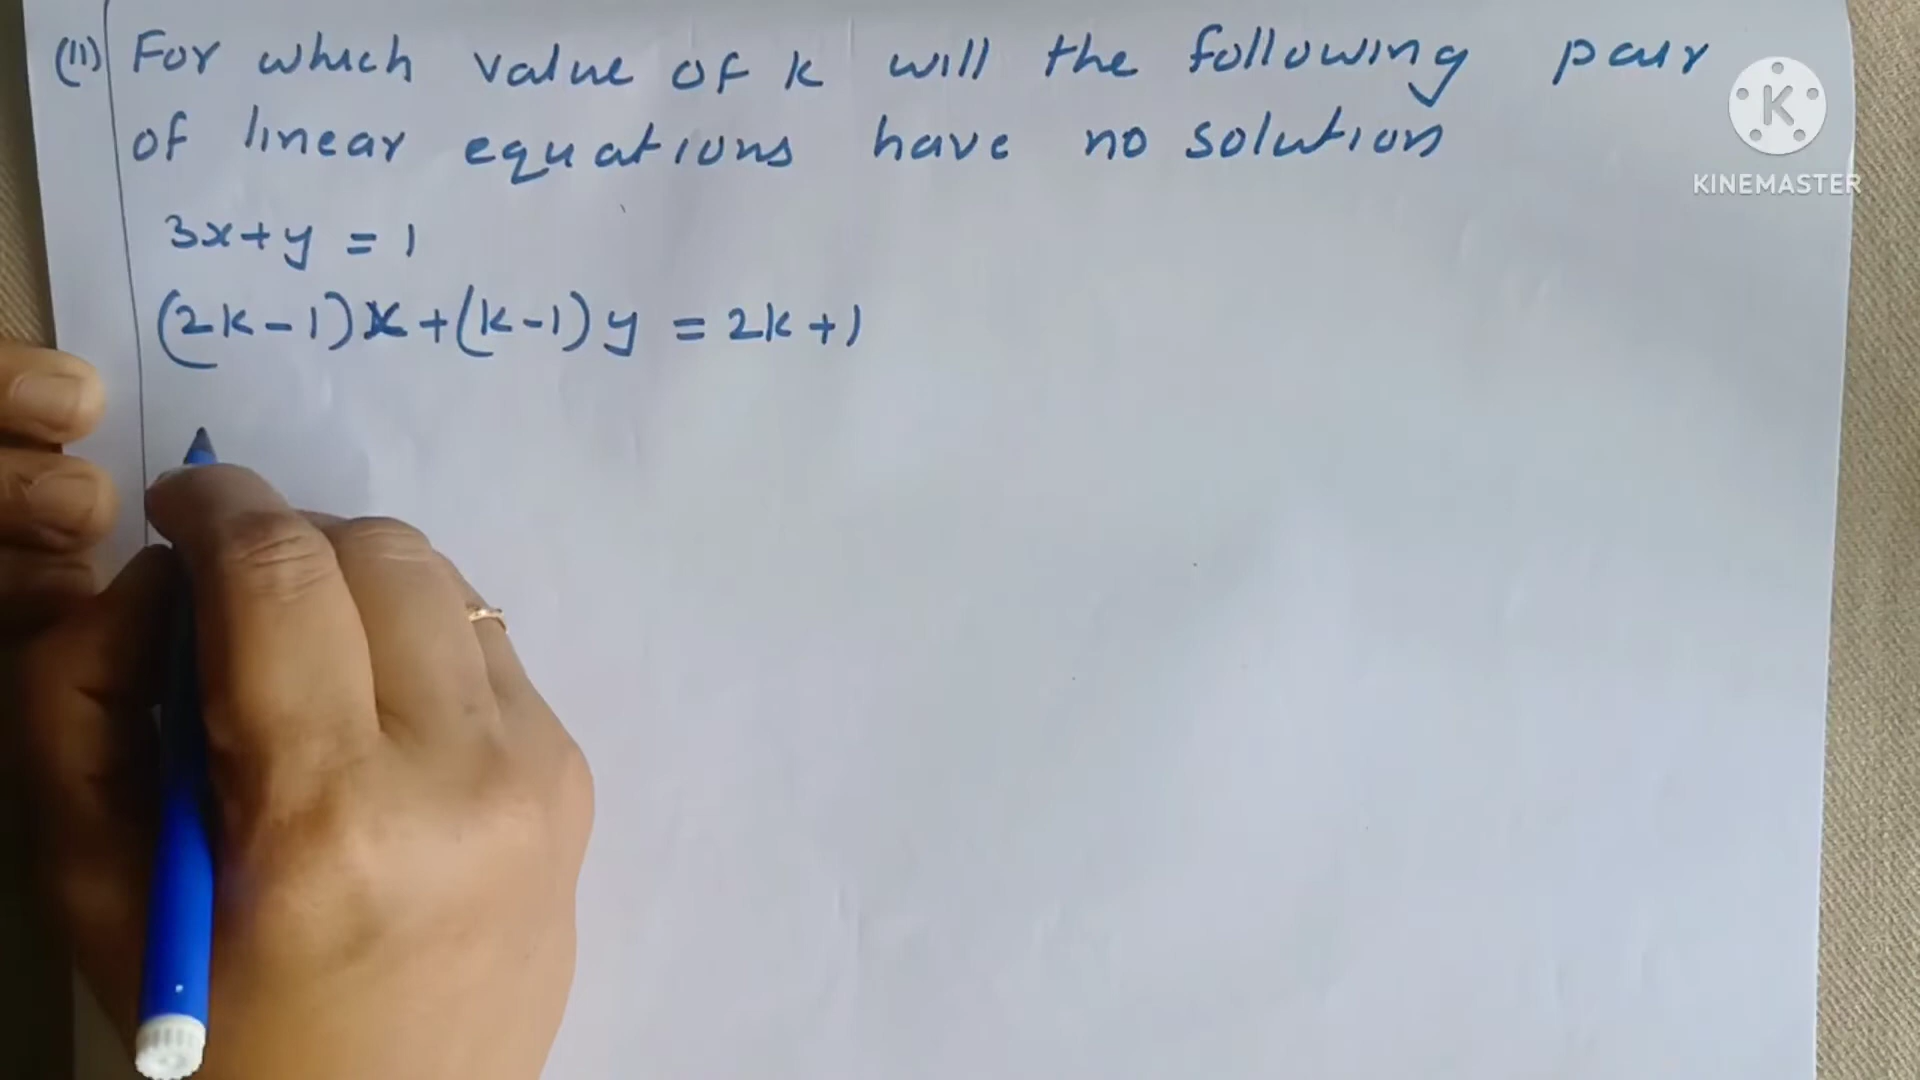 (11) For which value of k will the following pair
of linear equations have no solution
3x+y = 1
(2k-1)x+(k-1)y = 2k+1
K
KINEMASTER